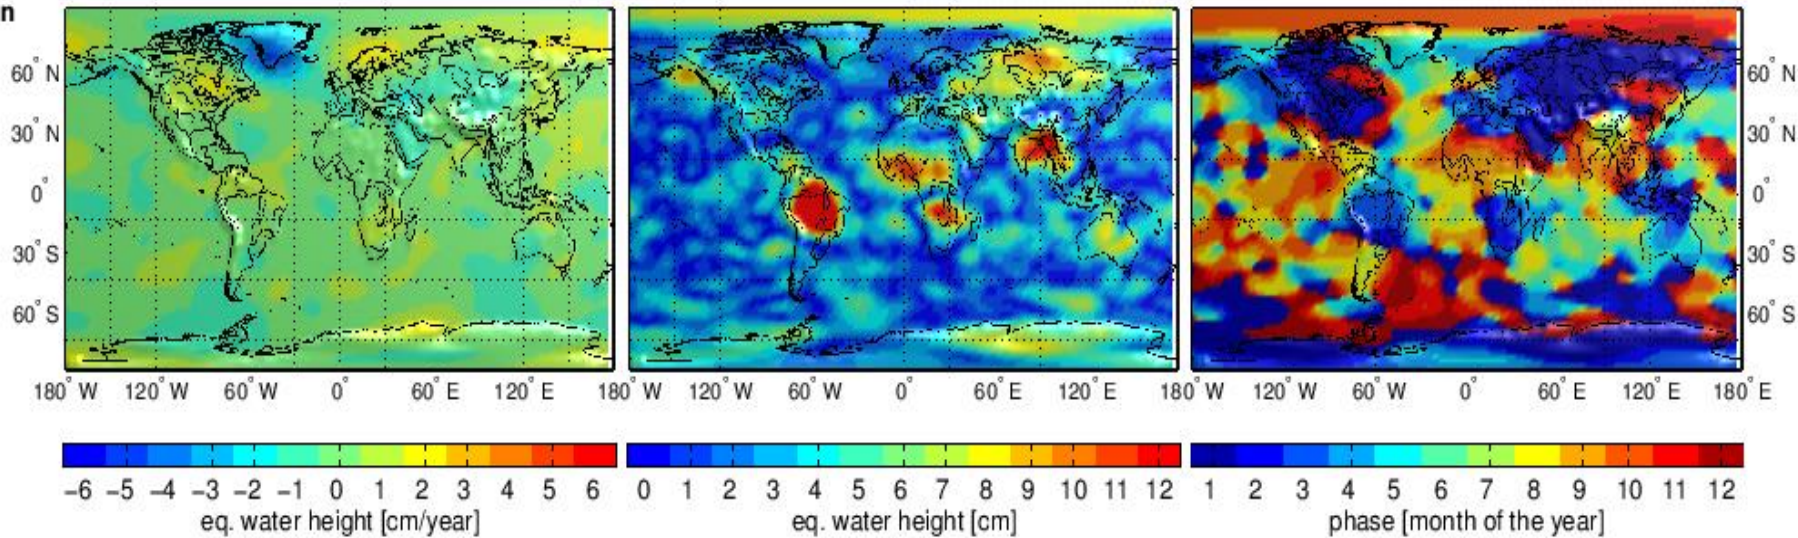 n
60° N
30° N
0°
30° S
60° S
60° N
30° N
0°
30° S
60° S
180° W 120° W 60° W 0° 60° E 120° E 180° W 120° W 60° W 0° 60° E 120° E 180° W 120° W 60° W 0° 60° E 120° E 180° E
−6 −5 −4 −3 −2 −1 0 1 2 3 4 5 6
eq. water height [cm/year]
0 1 2 3 4 5 6 7 8 9 10 11 12
eq. water height [cm]
1 2 3 4 5 6 7 8 9 10 11 12
phase [month of the year]